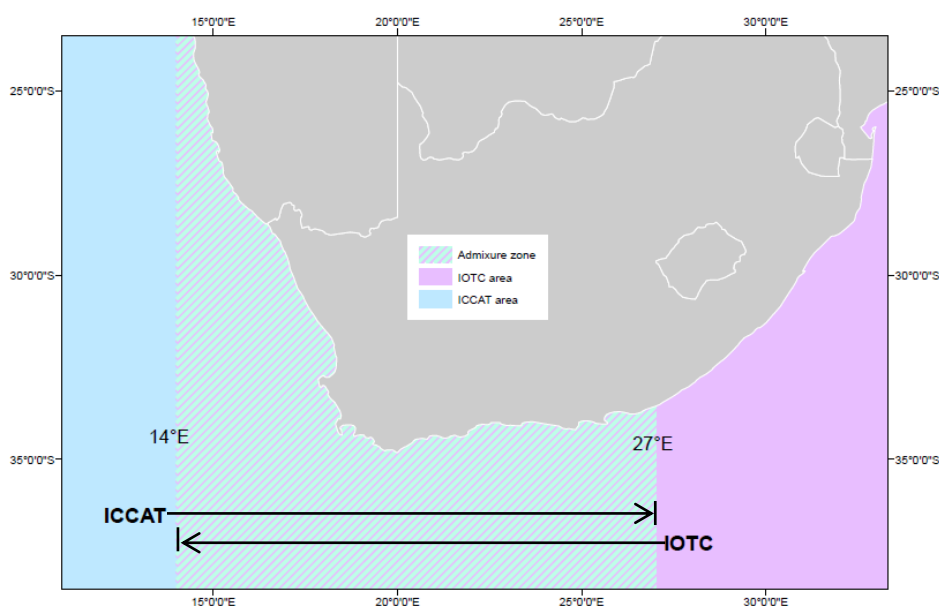 15°0'0"E 20°0'0"E 25°0'0"E 30°0'0"E
25°0'0"S 25°0'0"S
Admixure zone
30°0'0"S IOTC area 30°0'0"S
ICCAT area
14°E 27°E
35°0'0"S 35°0'0"S
ICCAT
IOTC
15°0'0"E 20°0'0"E 25°0'0"E 30°0'0"E